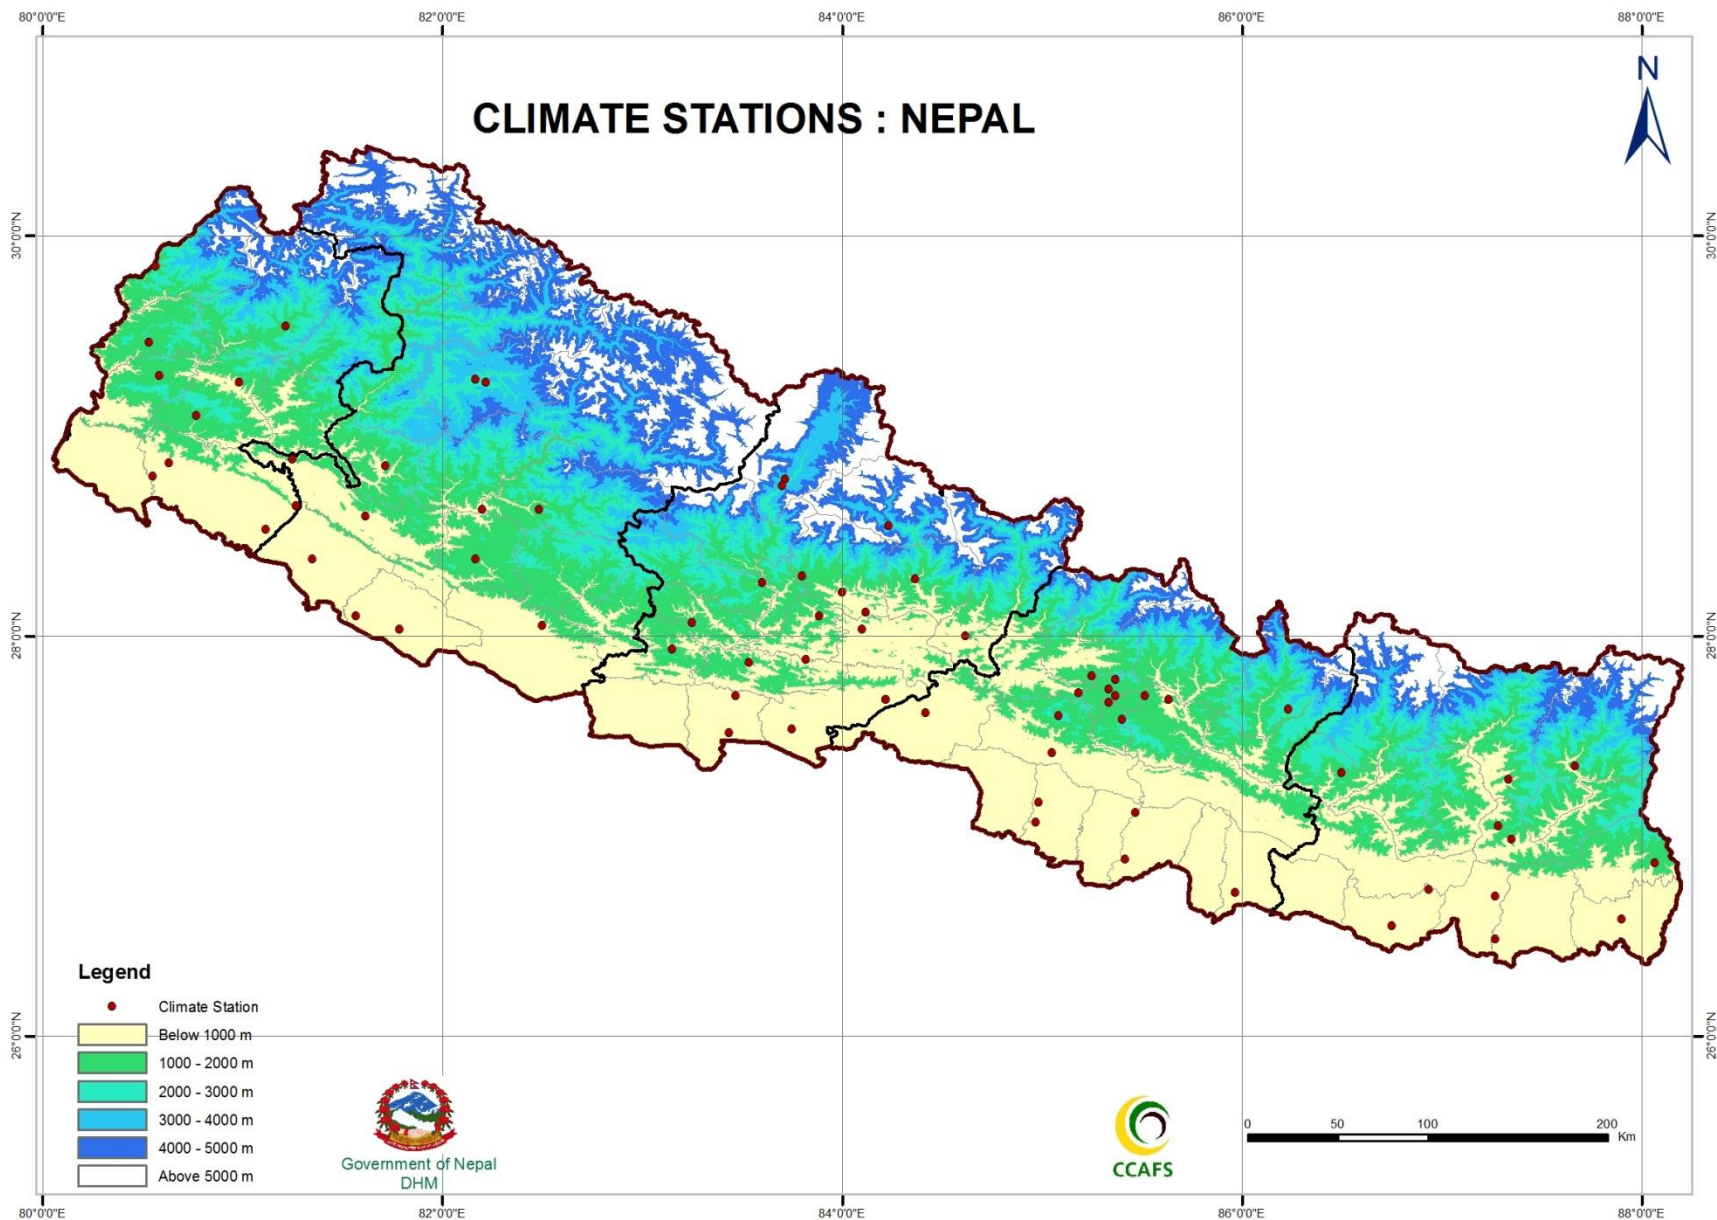 80°0'0"E 82°0'0"E 84°0'0"E 86°0'0"E 88°0'0"E
N
CLIMATE STATIONS : NEPAL
30°0'0"N 30°0'0"N
28°0'0"N 28°0'0"N
26°0'0"N 26°0'0"N
Legend
Climate Station
Below 1000 m
1000 - 2000 m
2000 - 3000 m
3000 - 4000 m
4000 - 5000 m
Above 5000 m
Government of Nepal
DHM
CCAFS
0 50 100 200
Km
80°0'0"E 82°0'0"E 84°0'0"E 86°0'0"E 88°0'0"E